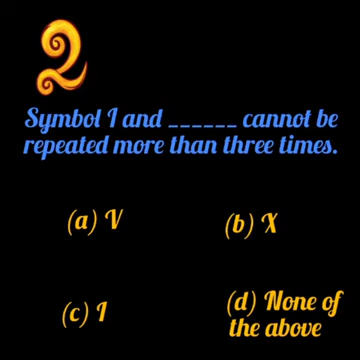 2
Symbol I and ______ cannot be
repeated more than three times.
(a) V
(b) X
(c) I
(d) None of
the above